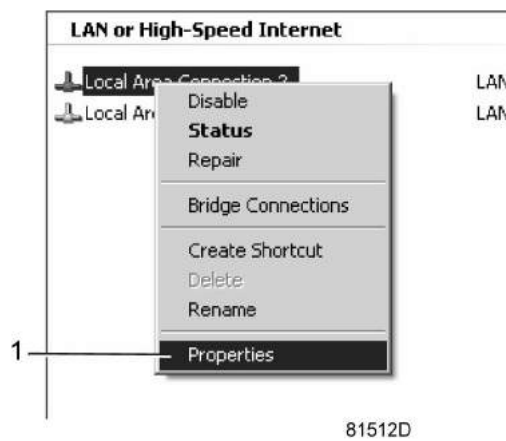 LAN or High-Speed Internet
Local Area Connection 2 LAN
Local Are LAN
Disable
Status
Repair
Bridge Connections
Create Shortcut
Delete
Rename
1 Properties
81512D